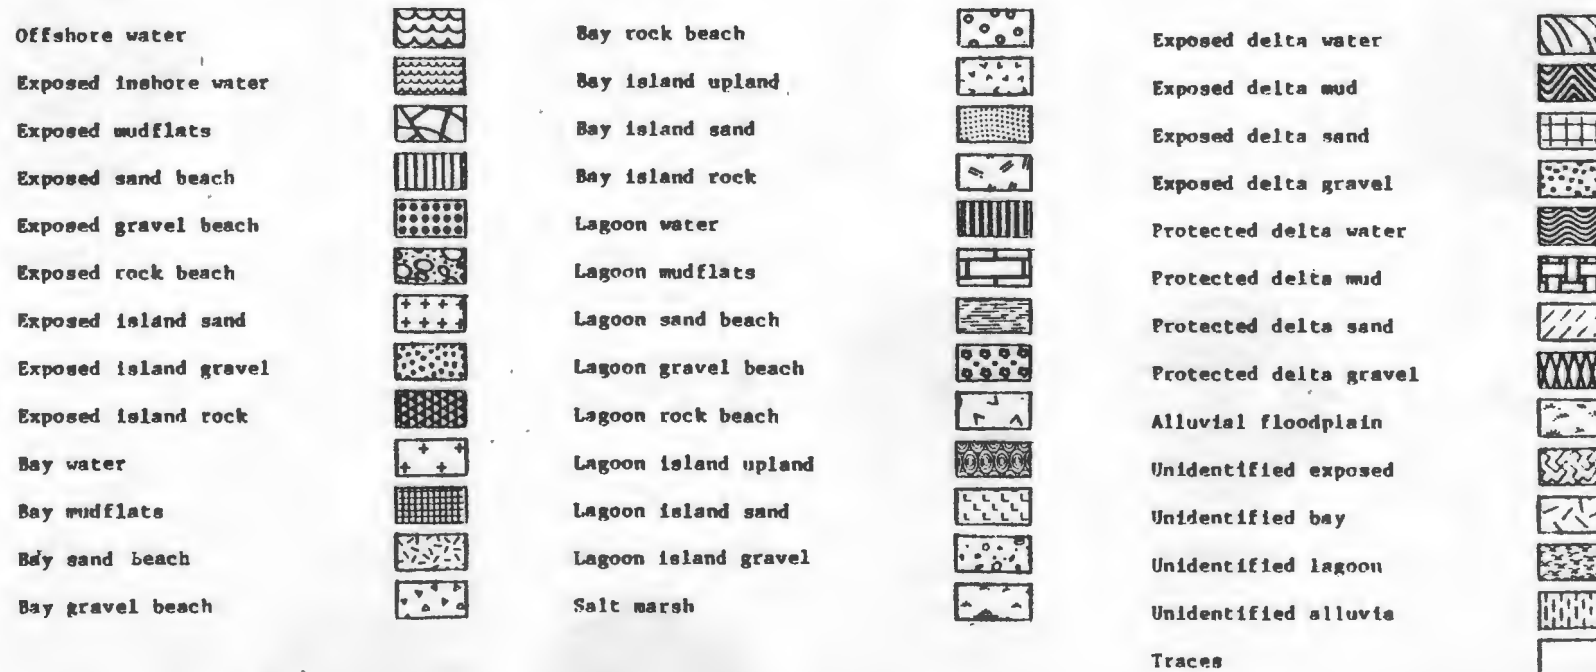 Offshore water
Exposed inshore water
Exposed mudflats
Exposed sand beach
Exposed gravel beach
Exposed rock beach
Exposed island sand
Exposed island gravel
Exposed island rock
Bay water
Bay mudflats
Bay sand beach
Bay gravel beach
Bay rock beach
Bay island upland
Bay island sand
Bay island rock
Lagoon water
Lagoon mudflats
Lagoon sand beach
Lagoon gravel beach
Lagoon rock beach
Lagoon island upland
Lagoon island sand
Lagoon island gravel
Salt marsh
Exposed delta water
Exposed delta mud
Exposed delta sand
Exposed delta gravel
Protected delta water
Protected delta mud
Protected delta sand
Protected delta gravel
Alluvial floodplain
Unidentified exposed
Unidentified bay
Unidentified lagoon
Unidentified alluvia
Traces